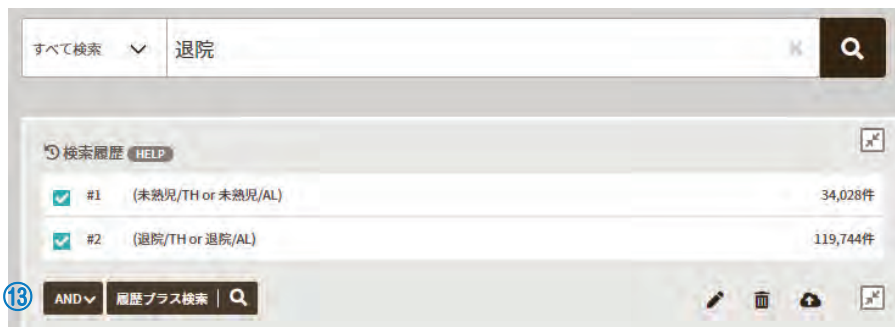 すべて検索 退院
検索履歴 HELP
#1 (未熟児/TH or 未熟児/AL) 34,028件
#2 (退院/TH or 退院/AL) 119,744件
⑬ AND 履歴プラス検索